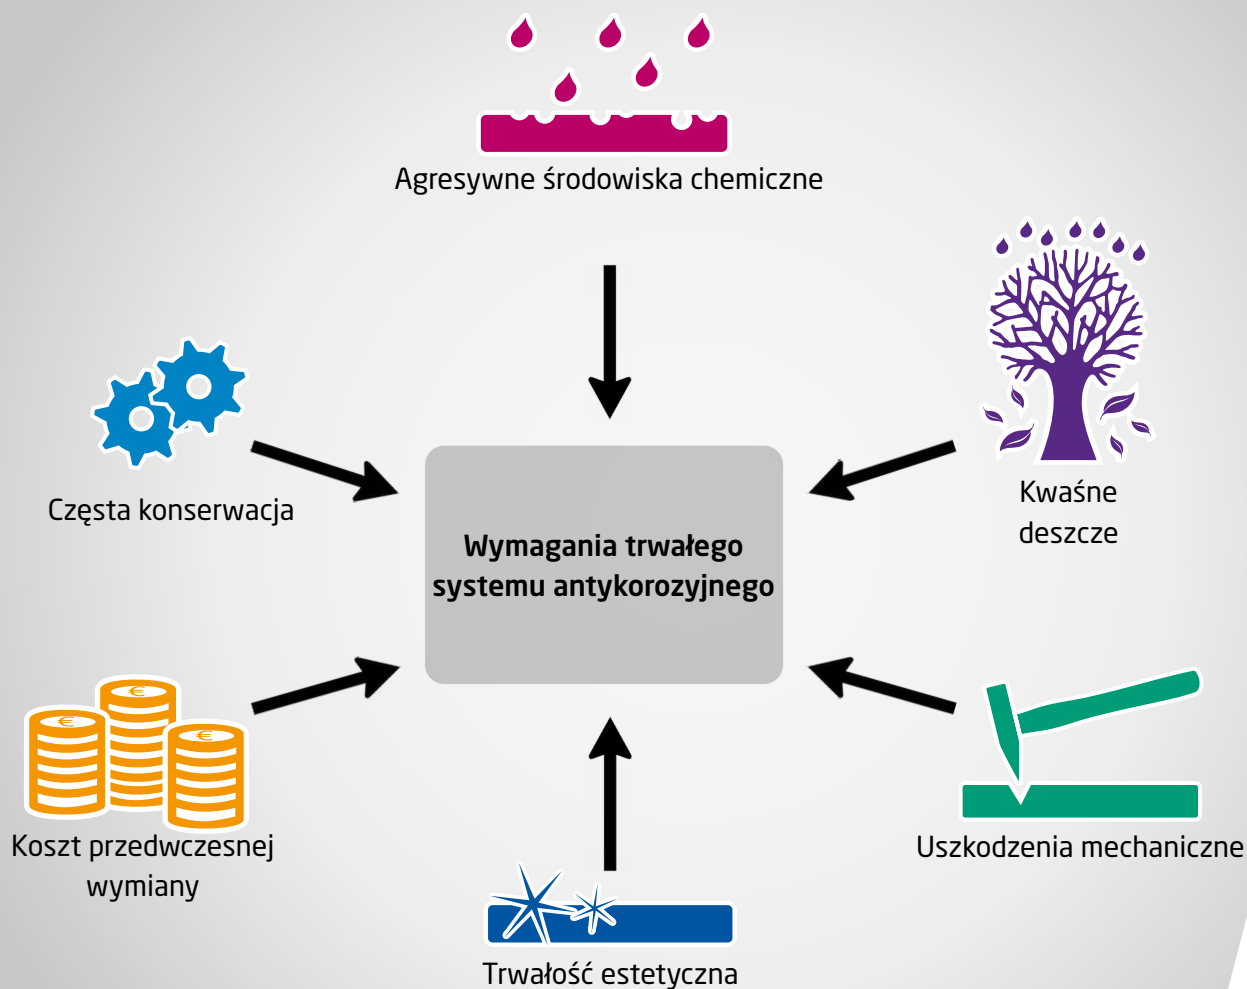 Agresywne środowiska chemiczne
Kwaśne
deszcze
Częsta konserwacja
Wymagania trwałego
systemu antykorozyjnego
Koszt przedwczesnej
wymiany
Uszkodzenia mechaniczne
Trwałość estetyczna
€
€
€